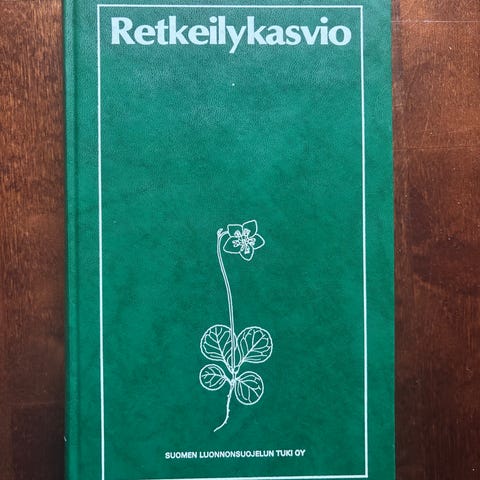 Retkeilykasvio
SUOMEN LUONNONSUOJELUN TUKI OY